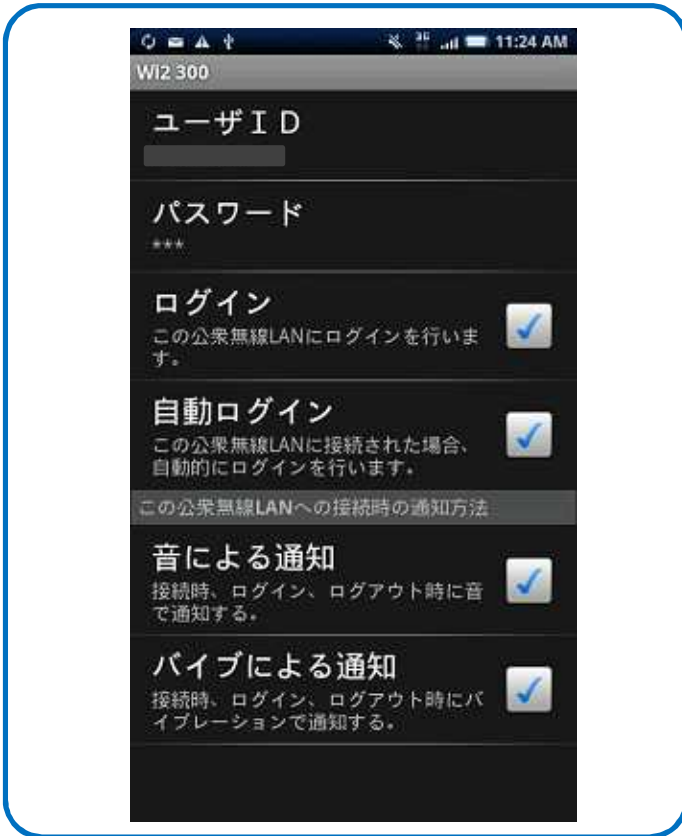 11:24 AM
Wi2 300
ユーザＩＤ
パスワード
***
ログイン
この公衆無線LANにログインを行いま
す。
自動ログイン
この公衆無線LANに接続された場合、
自動的にログインを行います。
この公衆無線LANへの接続時の通知方法
音による通知
接続時、ログイン、ログアウト時に音
で通知する。
バイブによる通知
接続時、ログイン、ログアウト時にバ
イブレーションで通知する。